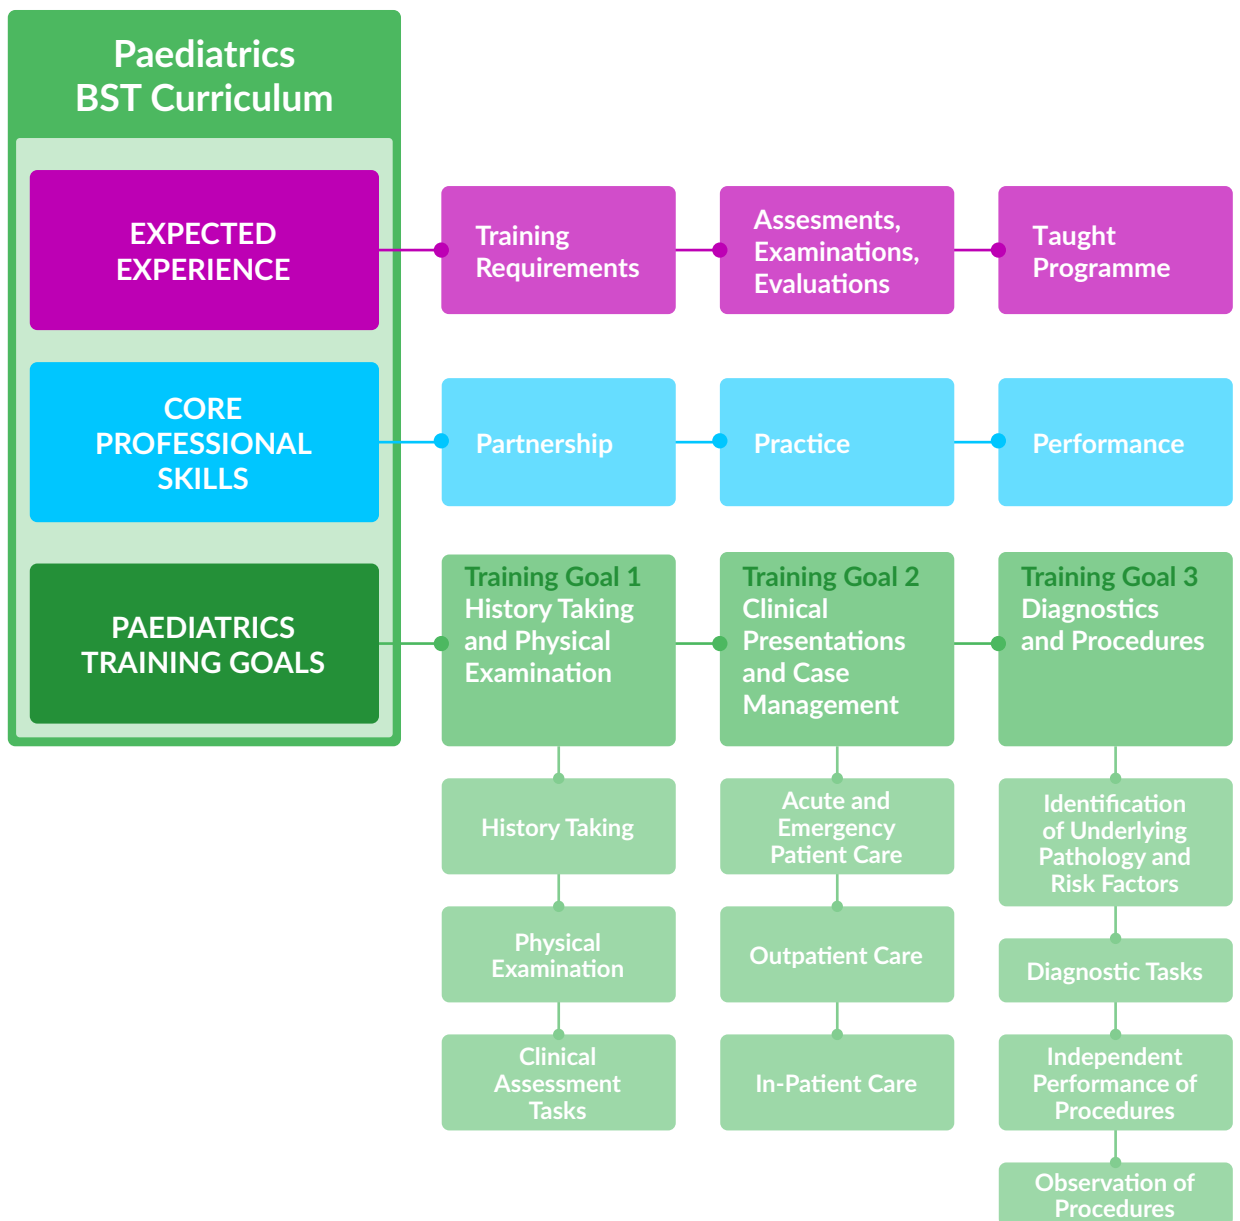 Paediatrics
BST Curriculum
EXPECTED
EXPERIENCE
Training
Requirements
Assesments,
Examinations,
Evaluations
Taught
Programme
CORE
PROFESSIONAL
SKILLS
Partnership
Practice
Performance
PAEDIATRICS
TRAINING GOALS
Training Goal 1
History Taking
and Physical
Examination
Training Goal 2
Clinical
Presentations
and Case
Management
Training Goal 3
Diagnostics
and Procedures
History Taking
Physical
Examination
Clinical
Assessment
Tasks
Acute and
Emergency
Patient Care
Outpatient Care
In-Patient Care
Identification
of Underlying
Pathology and
Risk Factors
Diagnostic Tasks
Independent
Performance of
Procedures
Observation of
Procedures